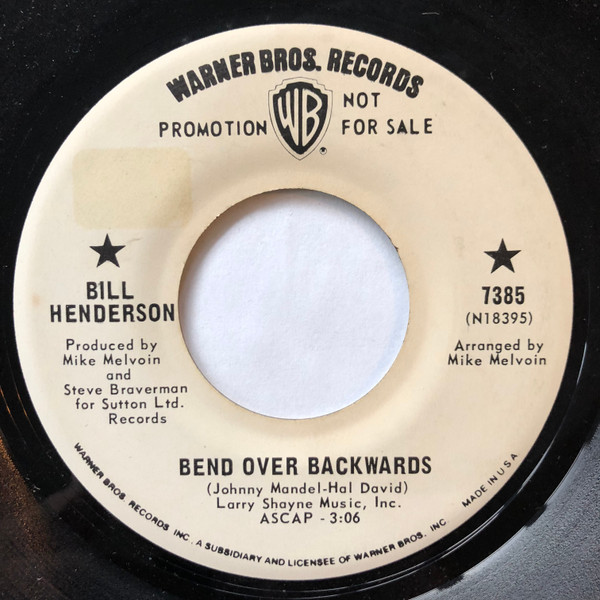 WARNER BROS. RECORDS
PROMOTION WB NOT FOR SALE
BILL
HENDERSON
Produced by
Mike Melvoin
and
Steve Braverman
for Sutton Ltd.
Records
7385
(N18395)
Arranged by
Mike Melvoin
BEND OVER BACKWARDS
(Johnny Mandel-Hal David)
Larry Shayne Music, Inc.
ASCAP - 3:06
WARNER BROS RECORDS INC. A SUBSIDIARY AND LICENSEE OF WARNER BROS. INC. MADE IN U.S.A.